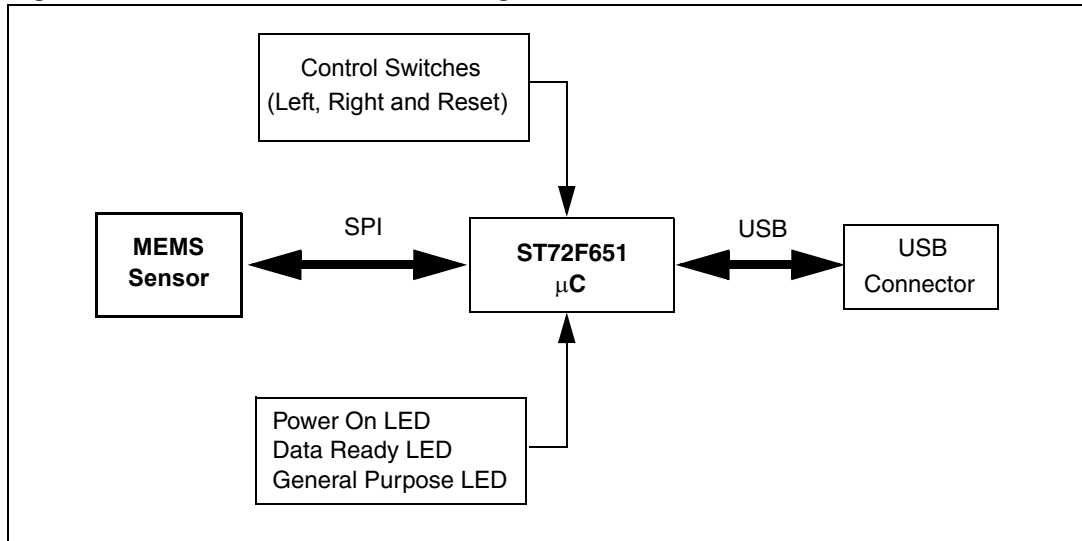 Control Switches
(Left, Right and Reset)
MEMS
Sensor
SPI
ST72F651
μC
USB
USB
Connector
Power On LED
Data Ready LED
General Purpose LED